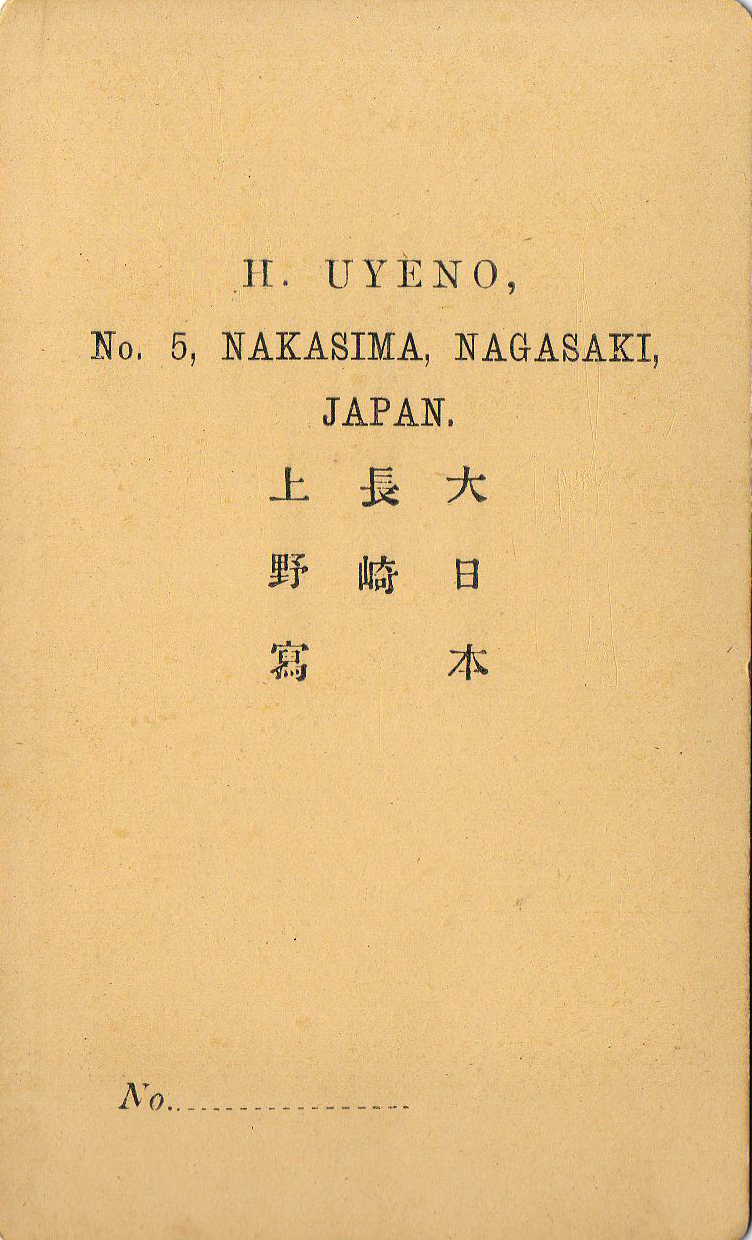 H. UYENO,
No. 5, NAKASIMA, NAGASAKI,
JAPAN.
大日本
長崎
上野寫
No.